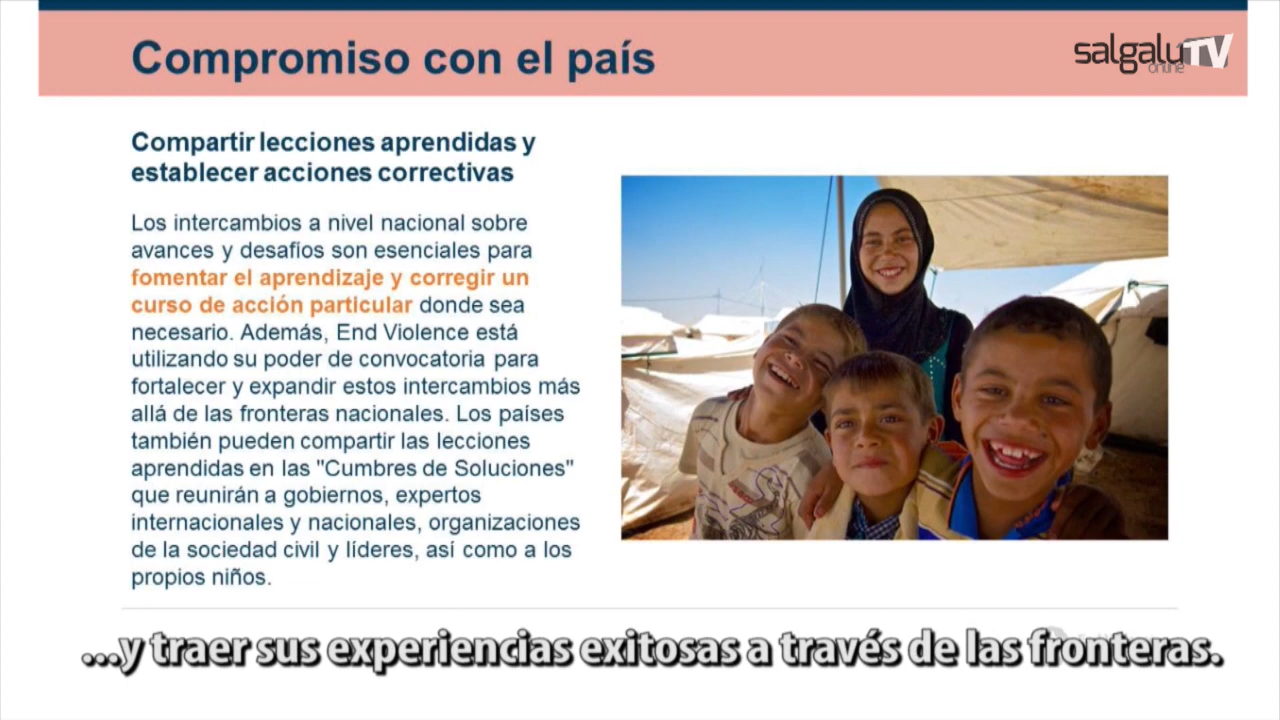 Compromiso con el país
salgaluTV
online
Compartir lecciones aprendidas y
establecer acciones correctivas
Los intercambios a nivel nacional sobre
avances y desafíos son esenciales para
fomentar el aprendizaje y corregir un
curso de acción particular donde sea
necesario. Además, End Violence está
utilizando su poder de convocatoria para
fortalecer y expandir estos intercambios más
allá de las fronteras nacionales. Los países
también pueden compartir las lecciones
aprendidas en las "Cumbres de Soluciones"
que reunirán a gobiernos, expertos
internacionales y nacionales, organizaciones
de la sociedad civil y líderes, así como a los
propios niños.
...y traer sus experiencias exitosas a través de las fronteras.